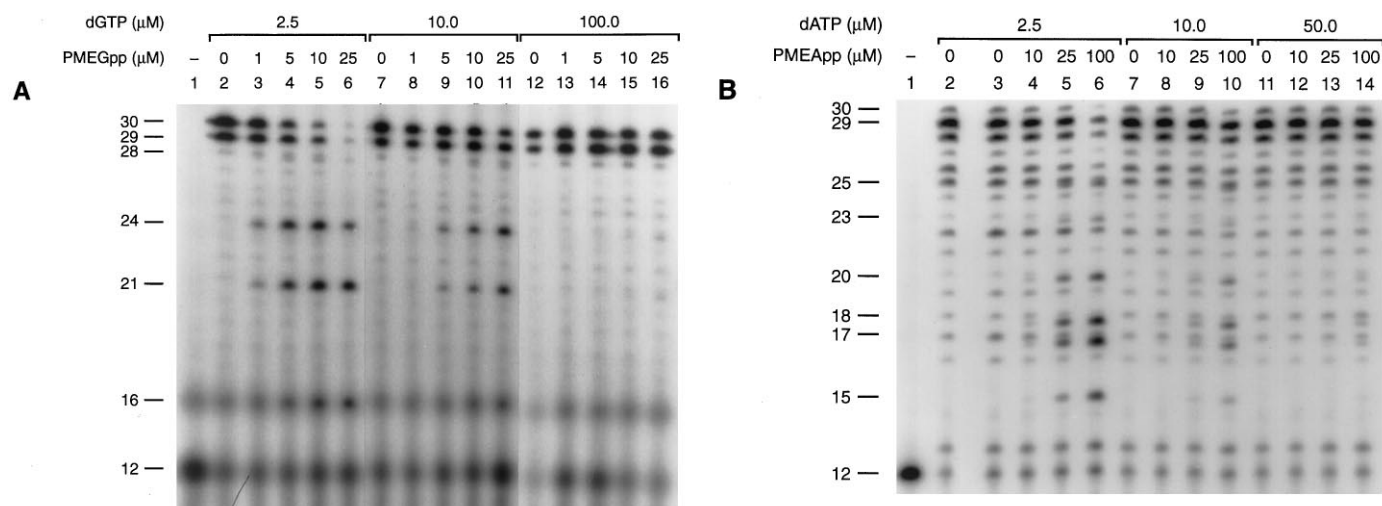 dGTP (μM) 2.5 10.0 100.0
PMEGpp (μM) – 0 1 5 10 25 0 1 5 10 25 0 1 5 10 25
1 2 3 4 5 6 7 8 9 10 11 12 13 14 15 16
A
30
29
28
24
21
16
12
dATP (μM) 2.5 10.0 50.0
PMEApp (μM) – 0 0 10 25 100 0 10 25 100 0 10 25 100
1 2 3 4 5 6 7 8 9 10 11 12 13 14
B
30
29
25
23
20
18
17
15
12